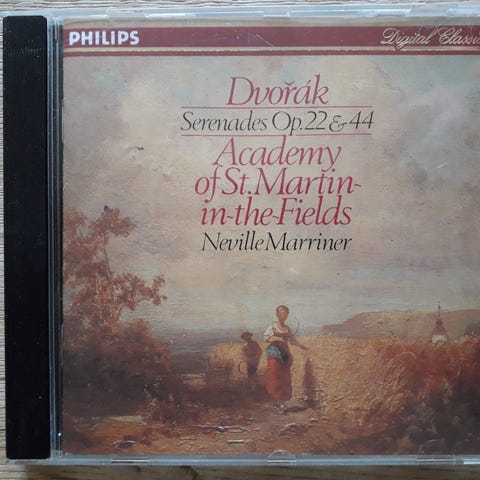 PHILIPS
Digital Classics
Dvořák
Serenades Op.22 & 44
Academy
of St. Martin-
in-the-Fields
Neville Marriner